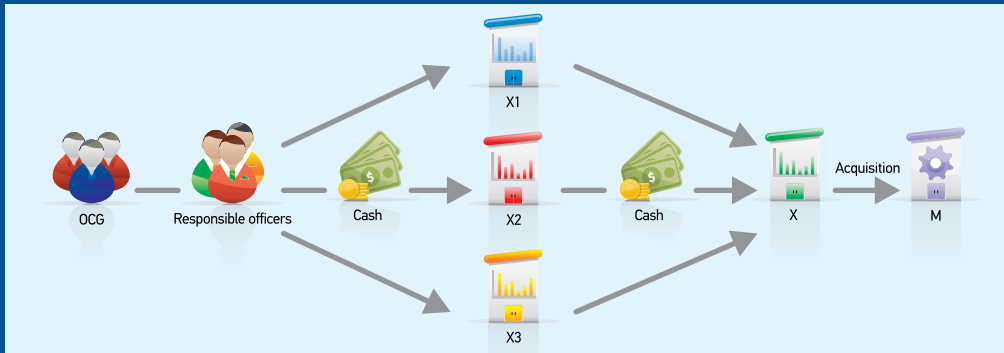 X1
Acquisition
OCG
Responsible officers
Cash
X2
Cash
X
M
X3